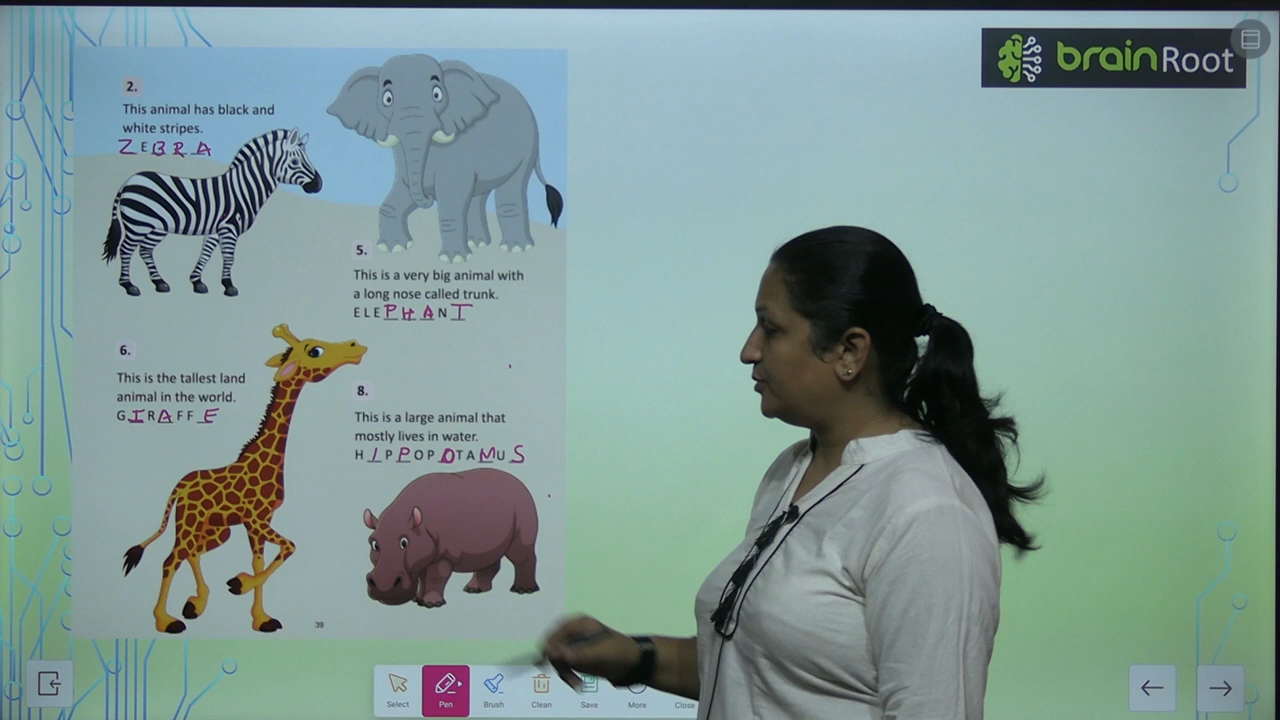 brainRoot
2.
This animal has black and
white stripes.
ZEBRA
5.
This is a very big animal with
a long nose called trunk.
ELEPHANT
6.
This is the tallest land
animal in the world.
GIRAFFE
8.
This is a large animal that
mostly lives in water.
HIPPOPOTAMUS
39
Select Pen Brush Clean Save More Close